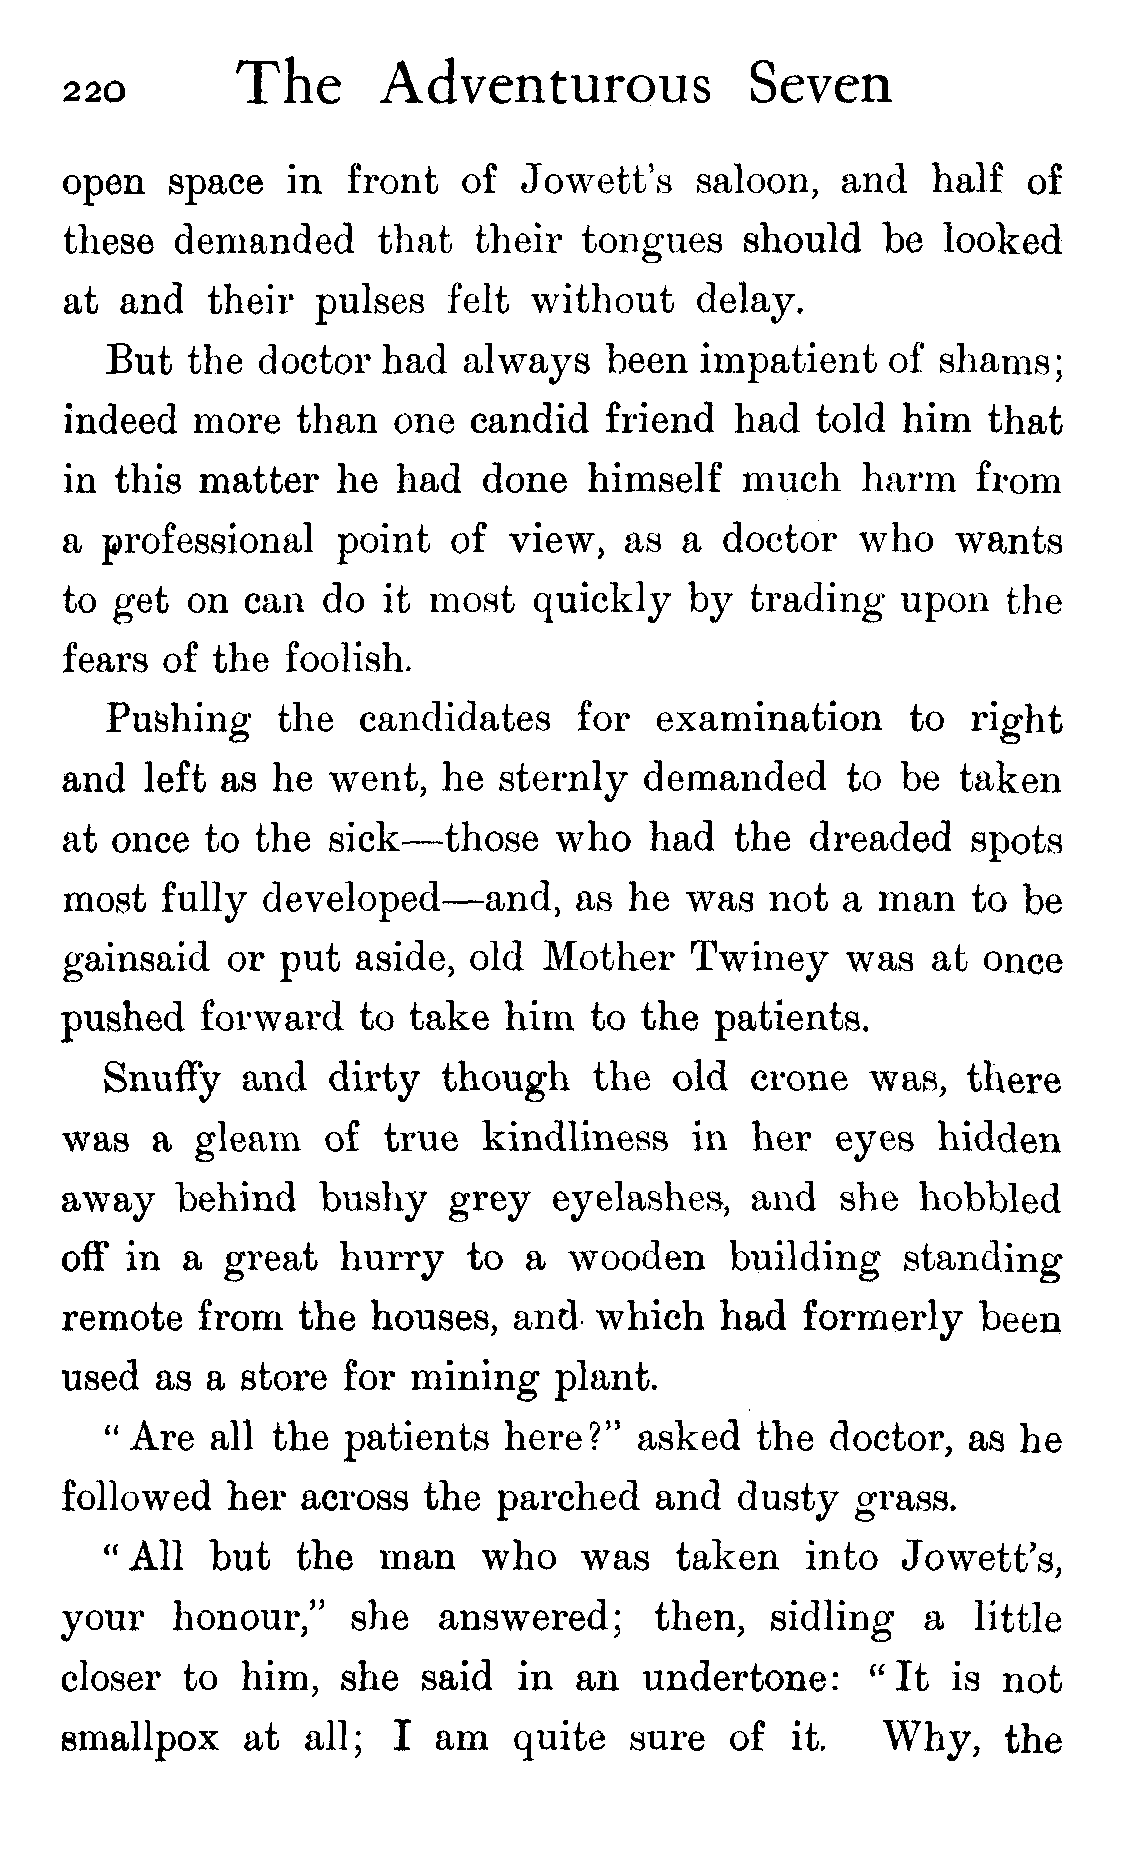 220 The Adventurous Seven
open space in front of Jowett's saloon, and half of
these demanded that their tongues should be looked
at and their pulses felt without delay.
But the doctor had always been impatient of shams;
indeed more than one candid friend had told him that
in this matter he had done himself much harm from
a professional point of view, as a doctor who wants
to get on can do it most quickly by trading upon the
fears of the foolish.
Pushing the candidates for examination to right
and left as he went, he sternly demanded to be taken
at once to the sick—those who had the dreaded spots
most fully developed—and, as he was not a man to be
gainsaid or put aside, old Mother Twiney was at once
pushed forward to take him to the patients.
Snuffy and dirty though the old crone was, there
was a gleam of true kindliness in her eyes hidden
away behind bushy grey eyelashes, and she hobbled
off in a great hurry to a wooden building standing
remote from the houses, and which had formerly been
used as a store for mining plant.
"Are all the patients here?" asked the doctor, as he
followed her across the parched and dusty grass.
"All but the man who was taken into Jowett's,
your honour," she answered; then, sidling a little
closer to him, she said in an undertone: "It is not
smallpox at all; I am quite sure of it. Why, the